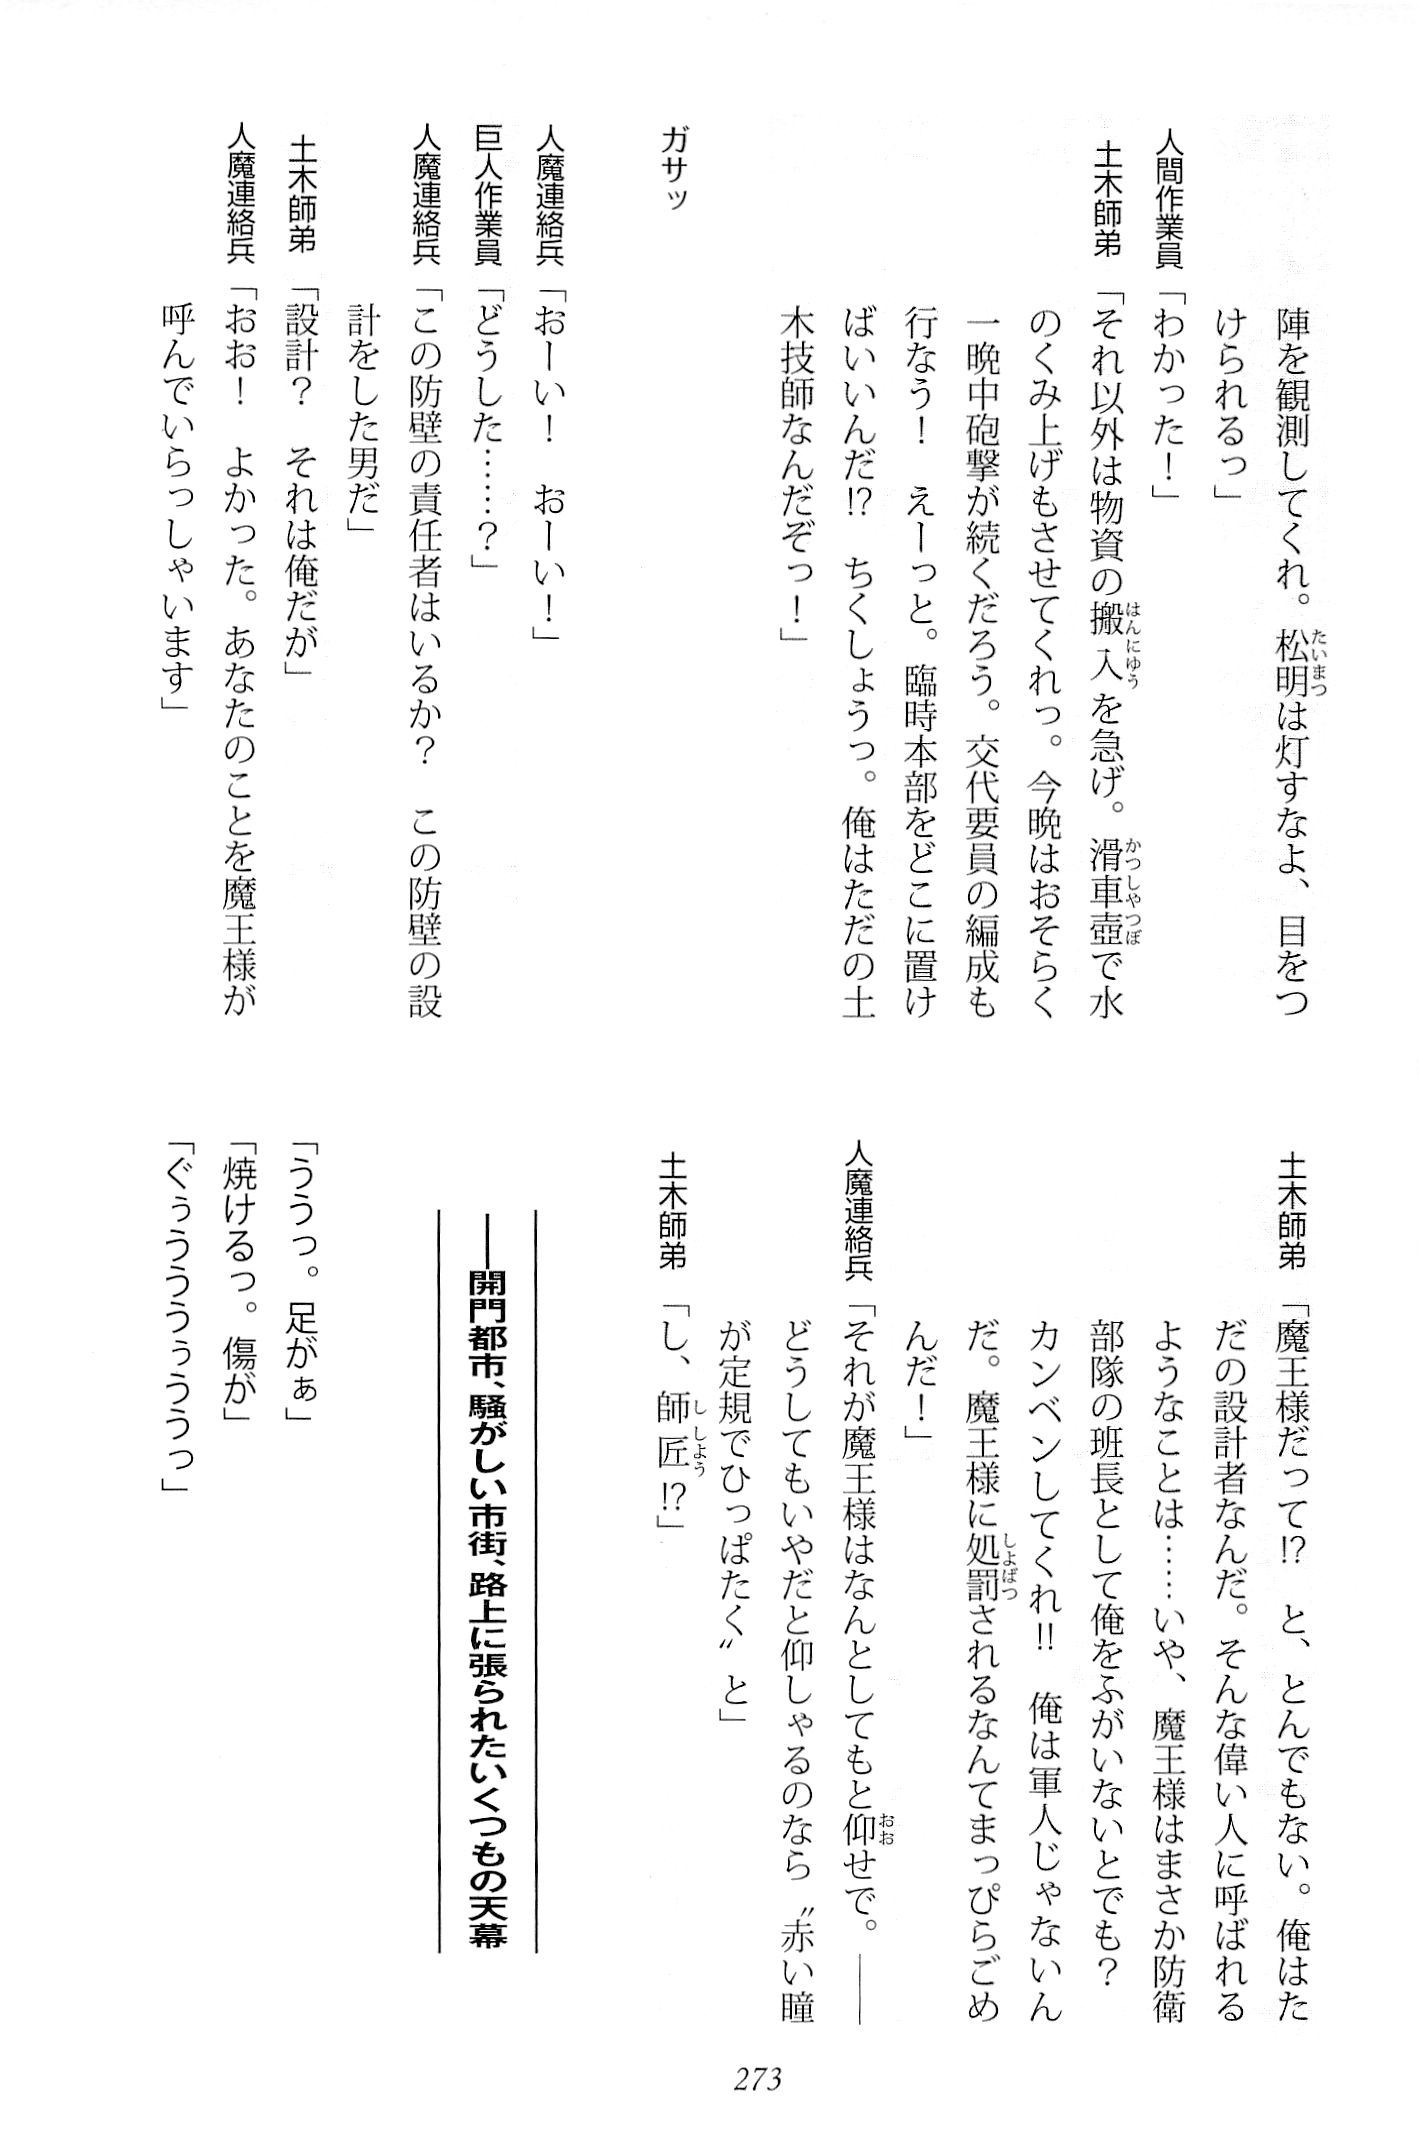 陣を観測してくれ。松明は灯すなよ、目をつ
けられるっ」
人間作業員「わかった！」
土木師弟「それ以外は物資の搬入を急げ。滑車壺で水
のくみ上げもさせてくれっ。今晩はおそらく
一晩中砲撃が続くだろう。交代要員の編成も
行なう！　えーっと。臨時本部をどこに置け
ばいいんだ!?　ちくしょうっ。俺はただの土
木技師なんだぞっ！」
ガサッ
人魔連絡兵「おーい！　おーい！」
巨人作業員「どうした……？」
人魔連絡兵「この防壁の責任者はいるか？　この防壁の設
計をした男だ」
土木師弟「設計？　それは俺だが」
人魔連絡兵「おお！　よかった。あなたのことを魔王様が
呼んでいらっしゃいます」
土木師弟「魔王様だって!?　と、とんでもない。俺はた
だの設計者なんだ。そんな偉い人に呼ばれる
ようなことは……いや、魔王様はまさか防衛
部隊の班長として俺をふがいないとでも？
カンベンしてくれ!!　俺は軍人じゃないん
だ。魔王様に処罰されるなんてまっぴらごめ
んだ！」
人魔連絡兵「それが魔王様はなんとしてもと仰せで。――
どうしてもいやだと仰しゃるのなら〝赤い瞳
が定規でひっぱたく〟と」
土木師弟「し、師匠!?」
――開門都市、騒がしい市街、路上に張られたいくつもの天幕
「ううっ。足がぁ」
「焼けるっ。傷が」
「ぐぅうううぅううっ」
273